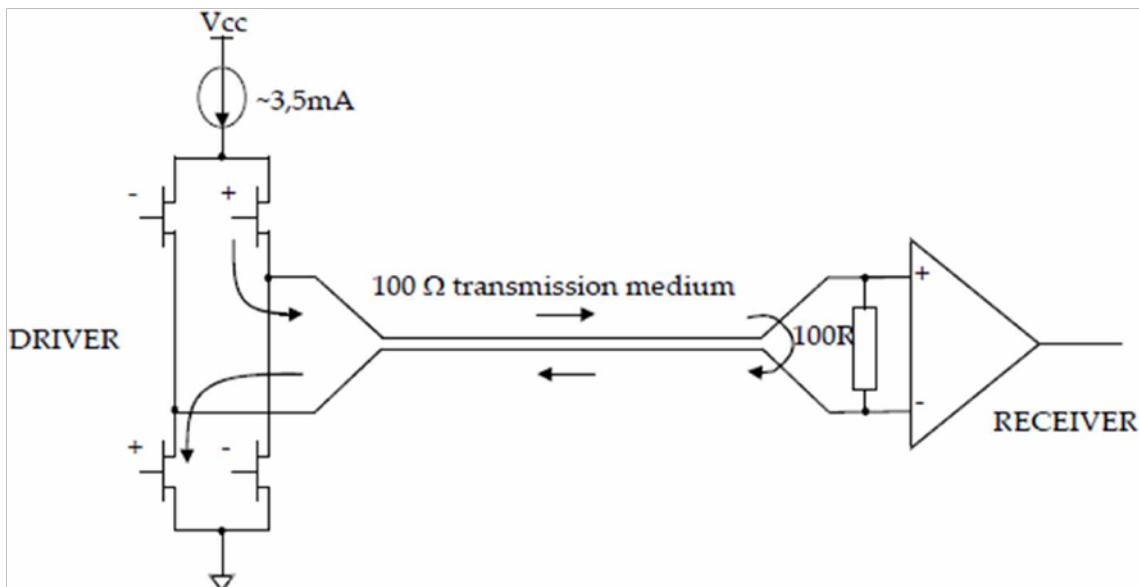 Vcc
~3,5mA
-
+
100 Ω transmission medium
+
DRIVER
100R
+
-
-
RECEIVER